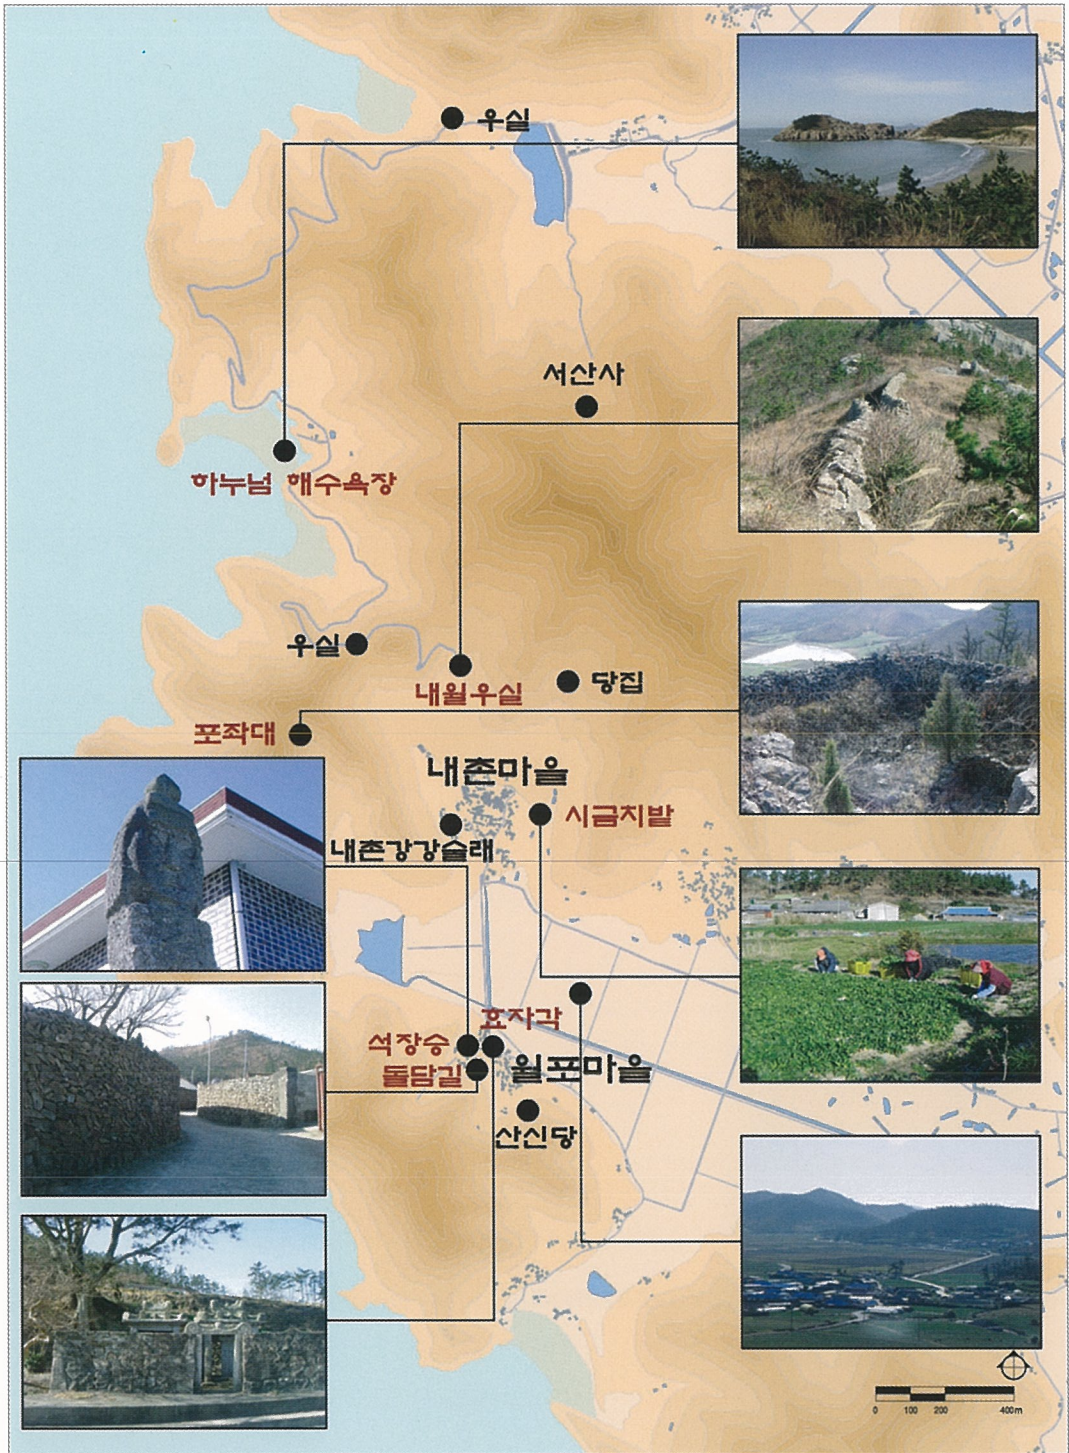 우실
서산사
하누넘 해수욕장
우실
내월우실
당집
포좌대
내촌마을
시금치밭
내촌강강술래
효자각
석장승
돌담길
월포마을
산신당
0 100 200 400m